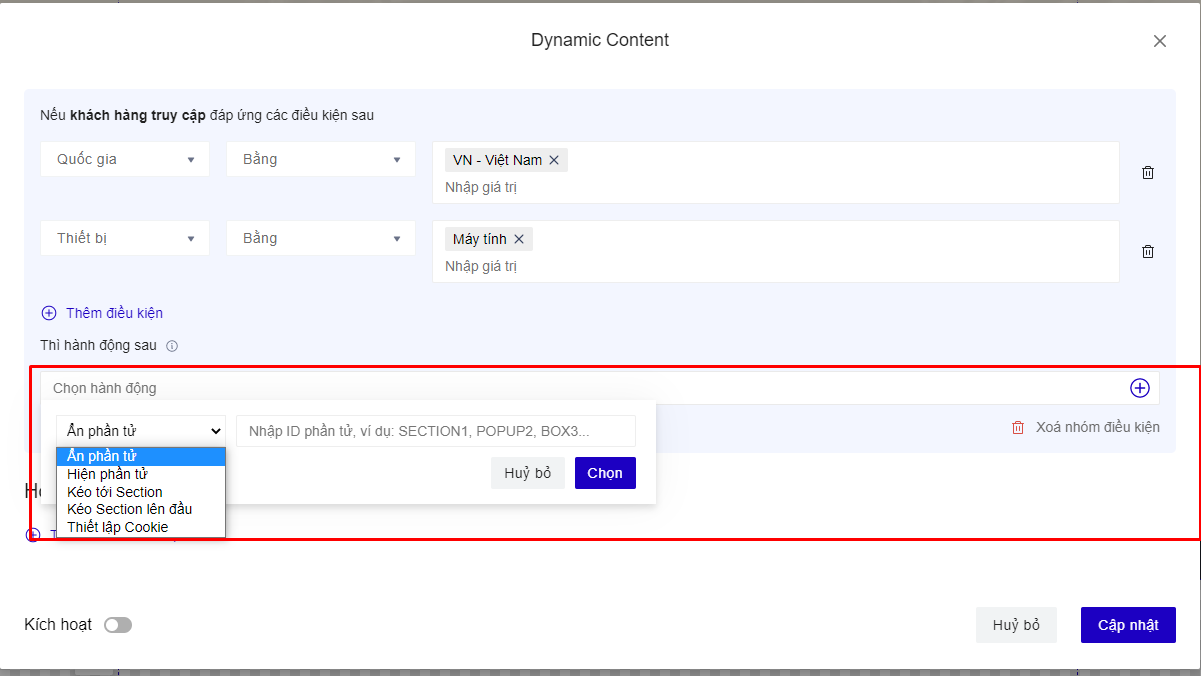 Dynamic Content
Nếu khách hàng truy cập đáp ứng các điều kiện sau
Quốc gia
Bằng
VN - Việt Nam
Nhập giá trị
Thiết bị
Bằng
Máy tính
Nhập giá trị
Thêm điều kiện
Thì hành động sau
Chọn hành động
Ẩn phần tử
Nhập ID phần tử, ví dụ: SECTION1, POPUP2, BOX3...
Xoá nhóm điều kiện
Ẩn phần tử
Hiện phần tử
Kéo tới Section
Kéo Section lên đầu
Thiết lập Cookie
Huỷ bỏ
Chọn
Kích hoạt
Huỷ bỏ
Cập nhật